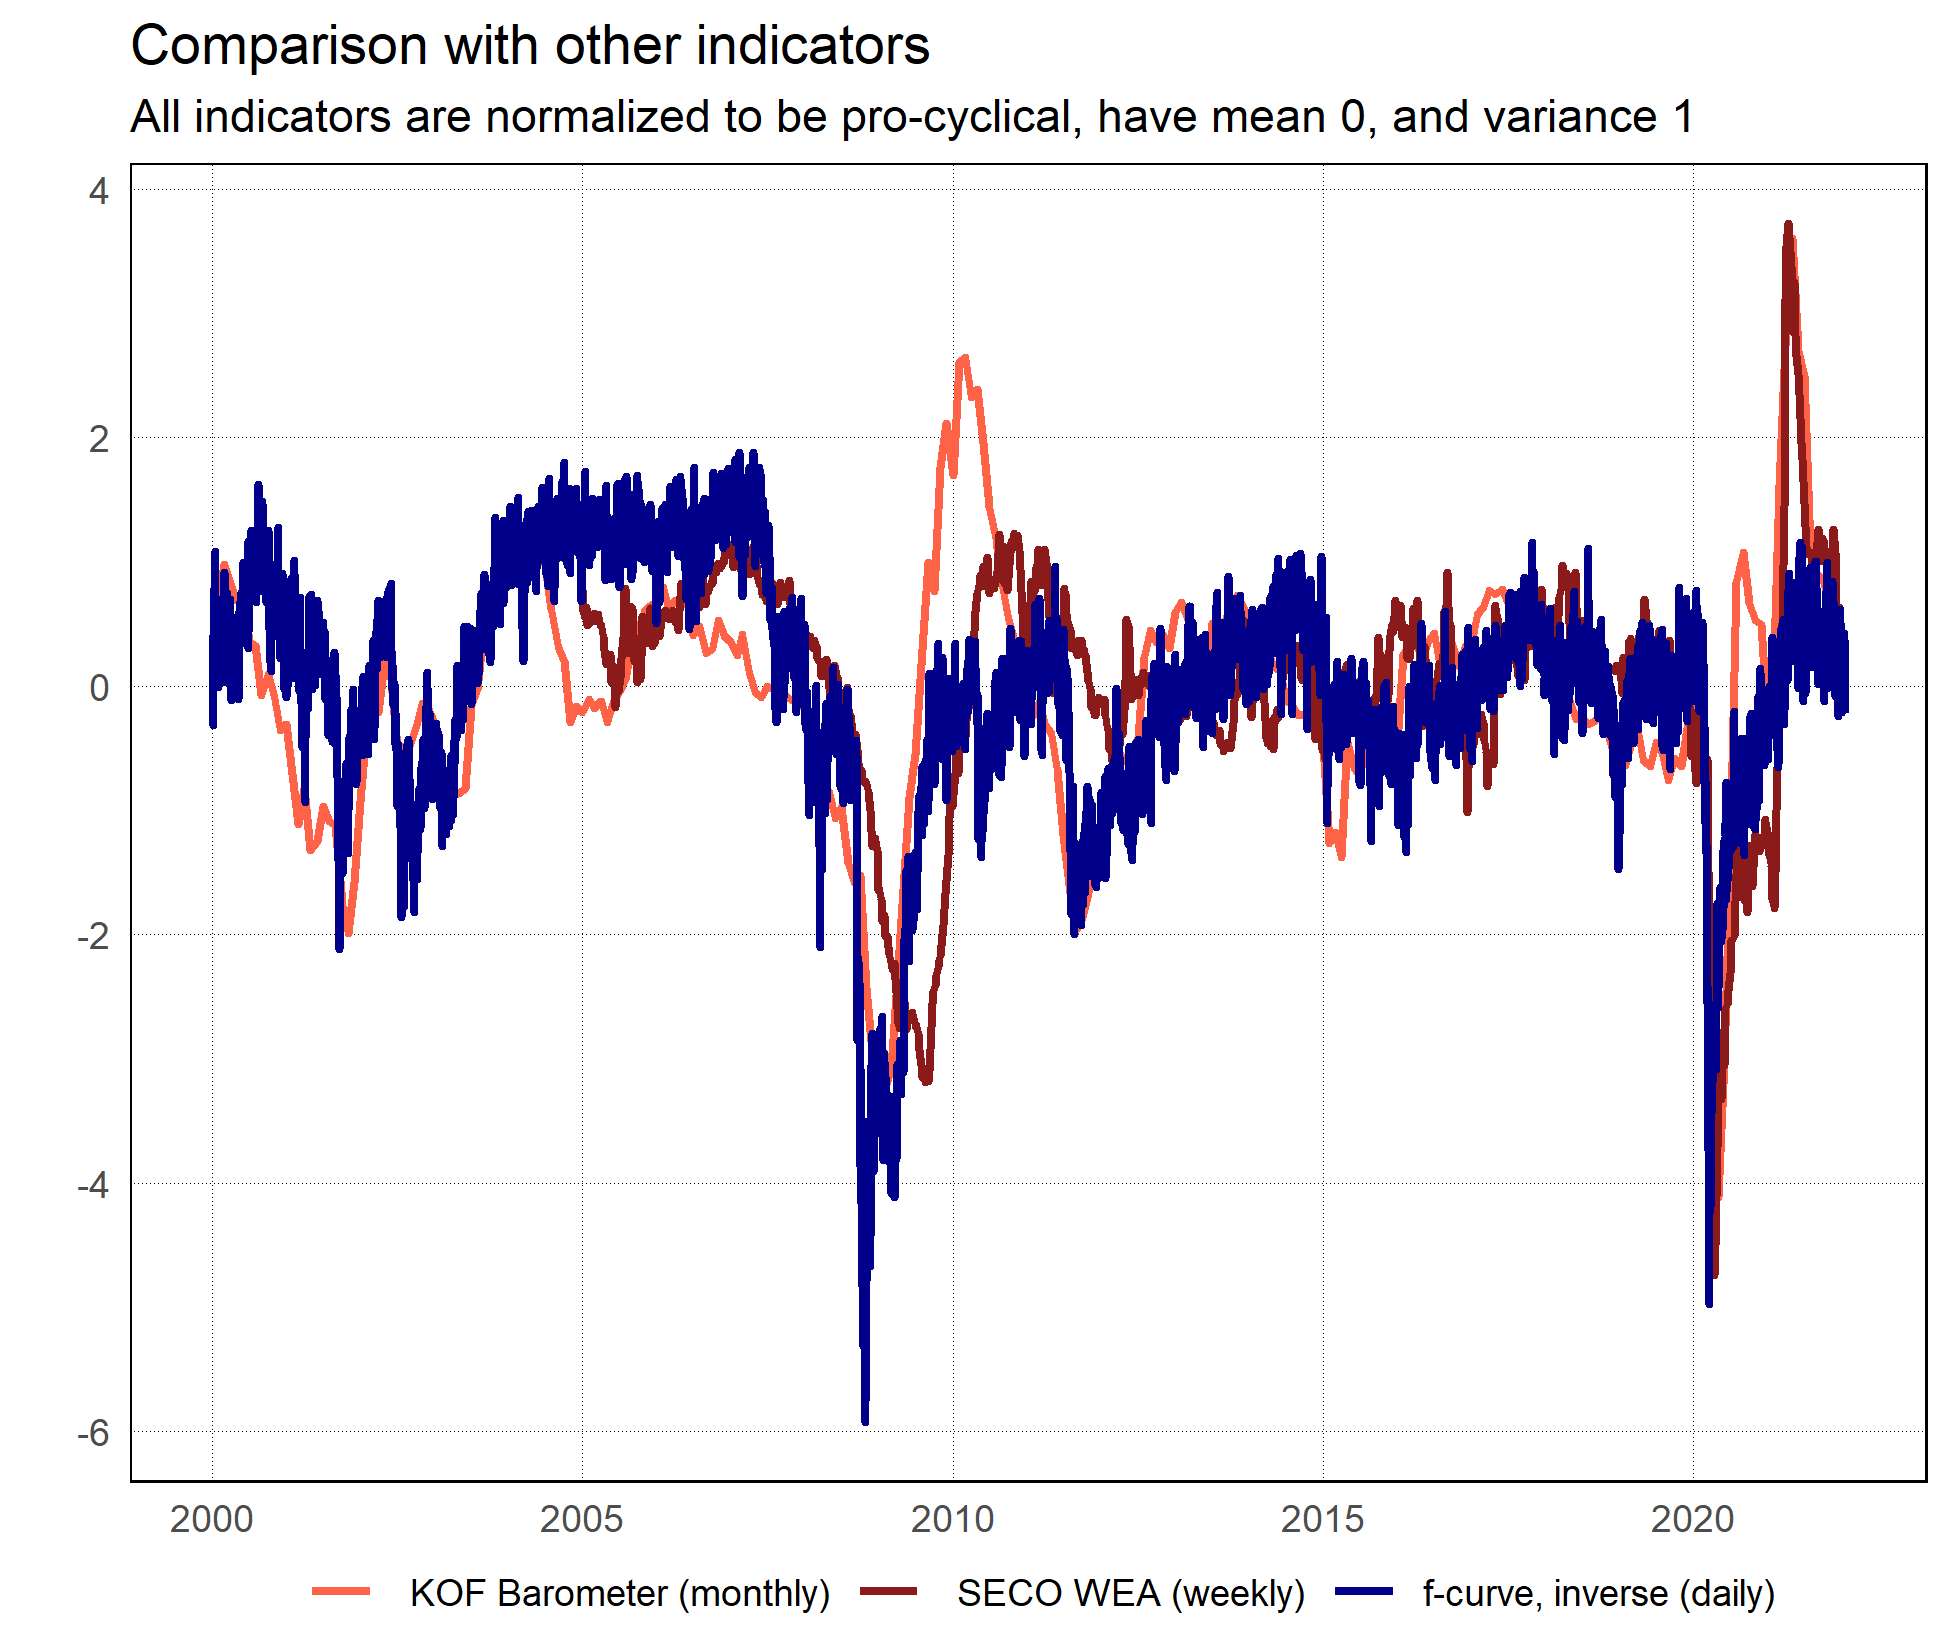 Comparison with other indicators
All indicators are normalized to be pro-cyclical, have mean 0, and variance 1
4
2
0
-2
-4
-6
2000 2005 2010 2015 2020
KOF Barometer (monthly) SECO WEA (weekly) f-curve, inverse (daily)